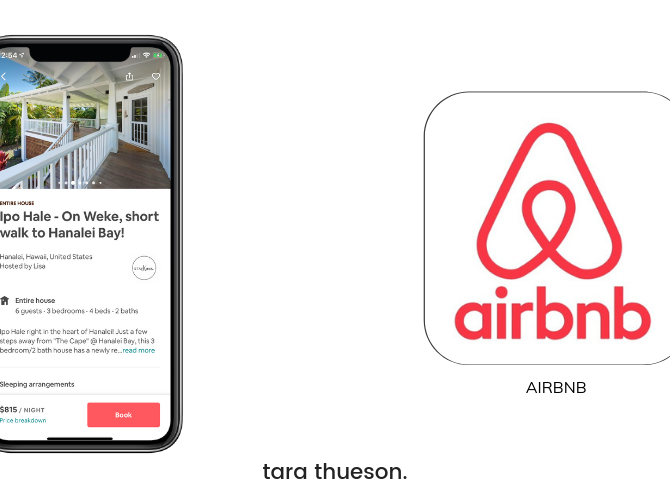 2:54
ENTIRE HOUSE
Ipo Hale - On Weke, short
walk to Hanalei Bay!
Hanalei, Hawaii, United States
Hosted by Lisa
Entire house
6 guests · 3 bedrooms · 4 beds · 2 baths
Ipo Hale right in the heart of Hanalei! Just a few
steps away from "The Cape" @ Hanalei Bay, this 3
bedroom/2 bath house has a newly re...read more
Sleeping arrangements
$815 / NIGHT
Price breakdown
Book
airbnb
AIRBNB
tara thueson.